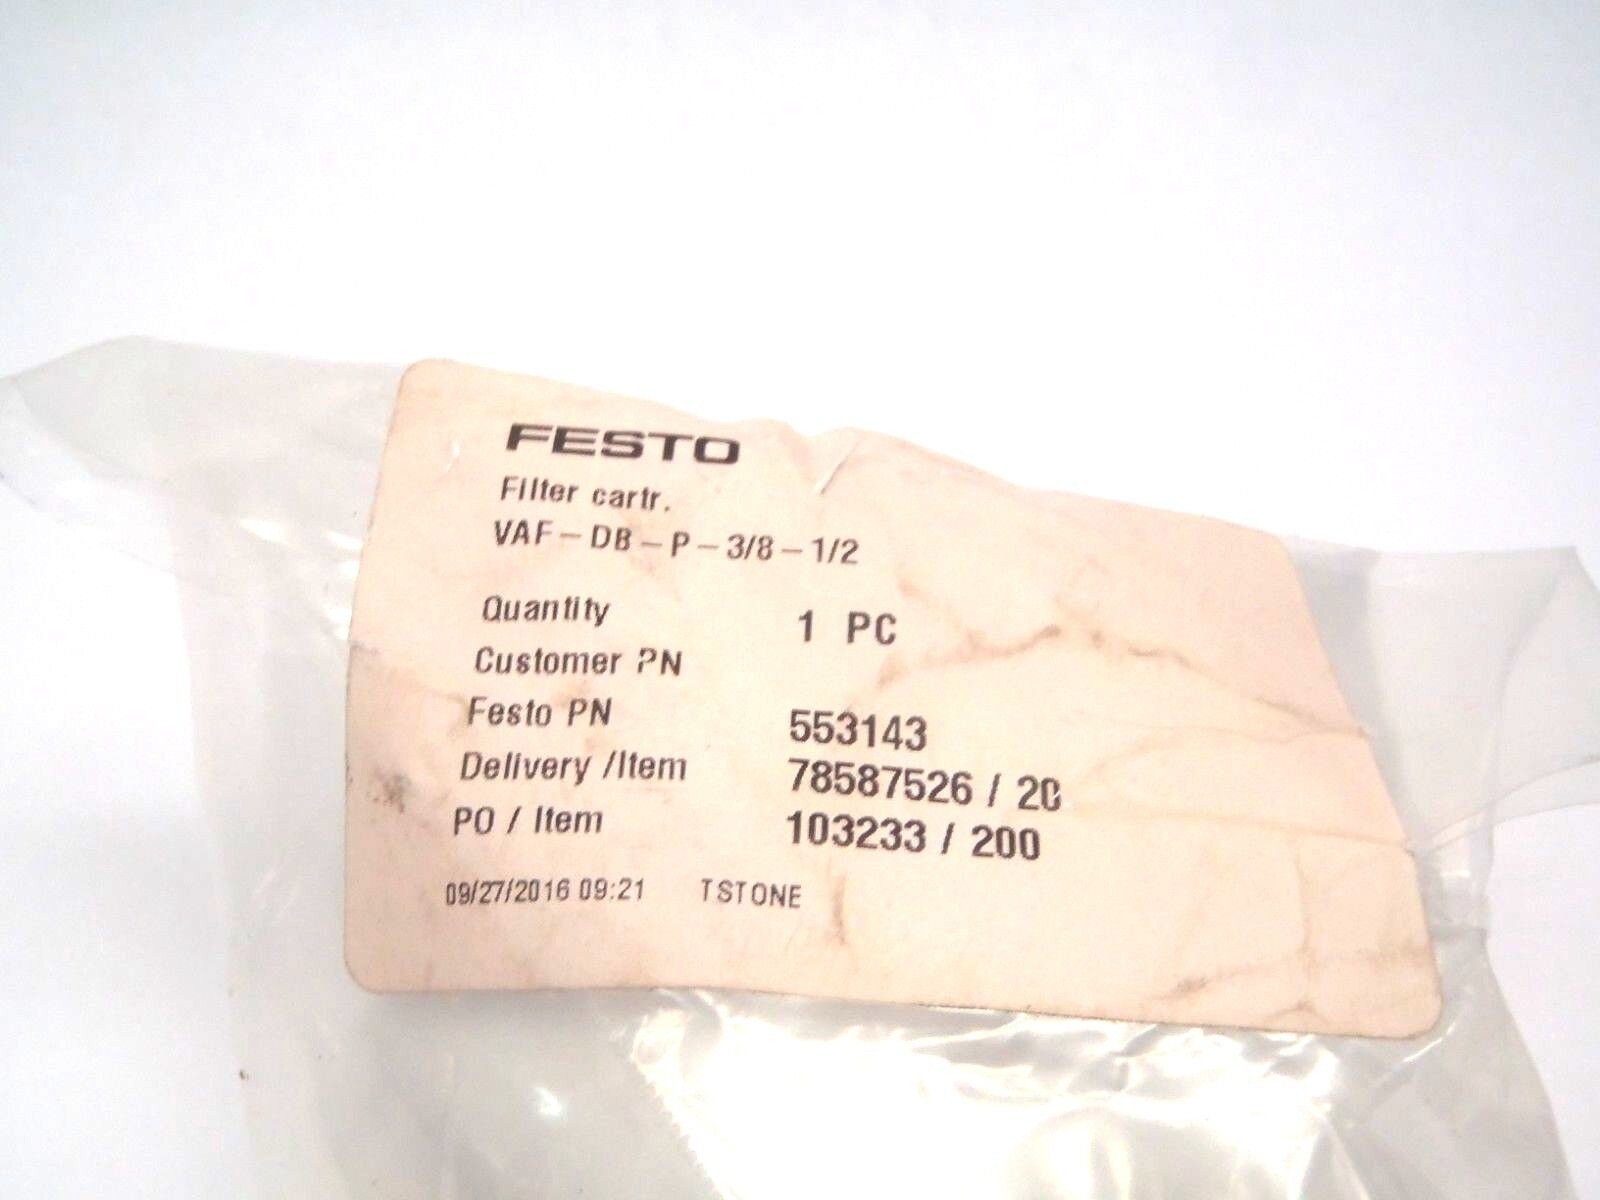 FESTO
Filter cartr.
VAF-DB-P-3/8-1/2
Quantity 1 PC
Customer PN
Festo PN 553143
Delivery /Item 78587526 / 20
PO / Item 103233 / 200
09/27/2016 09:21 TSTONE